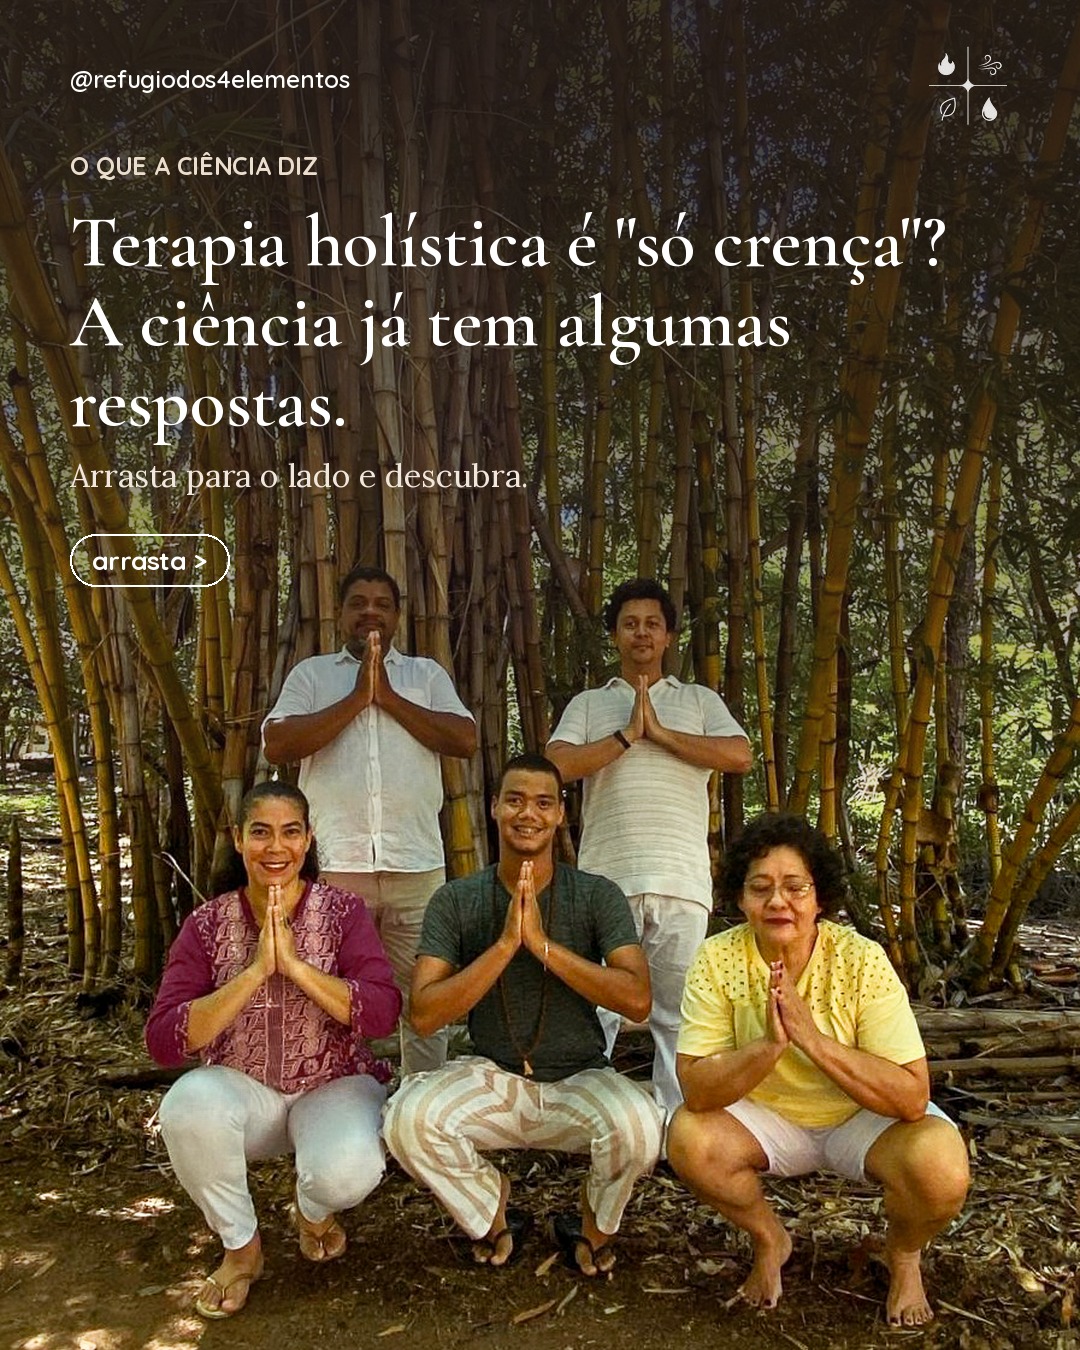 @refugiodos4elementos
O QUE A CIÊNCIA DIZ
Terapia holística é "só crença"?
A ciência já tem algumas
respostas.
Arrasta para o lado e descubra.
arrasta >